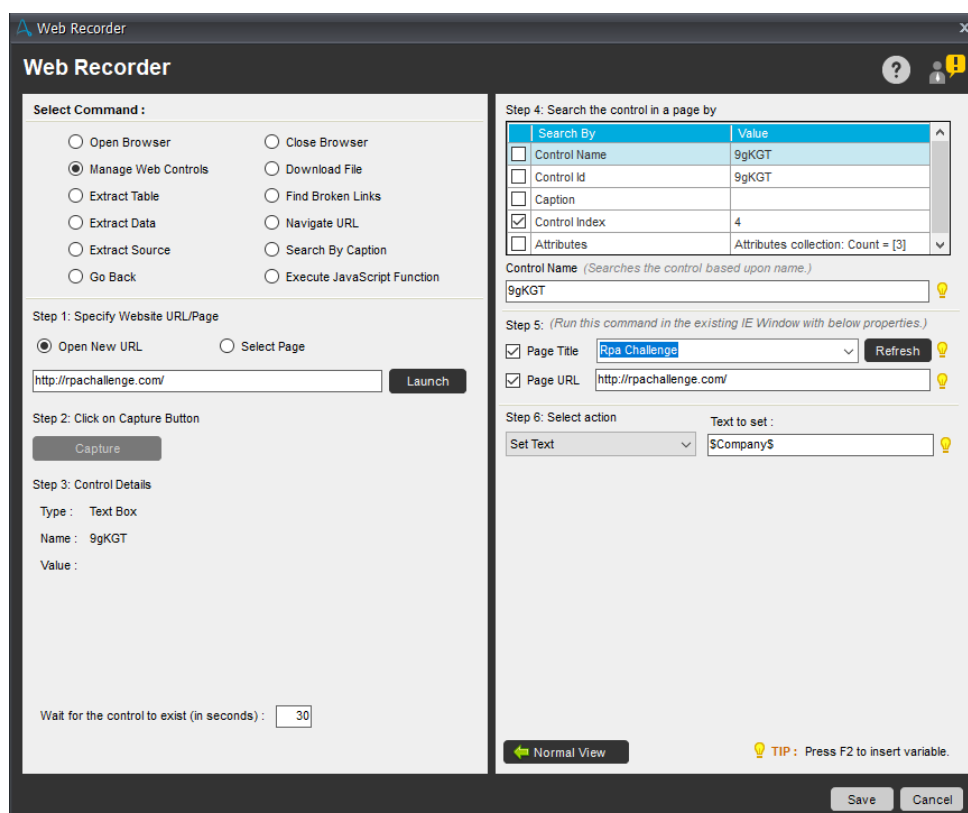 Web Recorder
x
Web Recorder
?
!
Select Command :
Open Browser
Close Browser
Manage Web Controls
Download File
Extract Table
Find Broken Links
Extract Data
Navigate URL
Extract Source
Search By Caption
Go Back
Execute JavaScript Function
Step 1: Specify Website URL/Page
Open New URL
Select Page
http://rpachallenge.com/
Launch
Step 2: Click on Capture Button
Capture
Step 3: Control Details
Type : Text Box
Name : 9gKGT
Value :
Wait for the control to exist (in seconds) : 30
Step 4: Search the control in a page by
Search By Value
Control Name 9gKGT
Control Id 9gKGT
Caption
Control Index 4
Attributes Attributes collection: Count = [3]
Control Name (Searches the control based upon name.)
9gKGT
Step 5: (Run this command in the existing IE Window with below properties.)
Page Title Rpa Challenge Refresh
Page URL http://rpachallenge.com/
Step 6: Select action
Text to set :
Set Text
$Company$
Normal View
TIP : Press F2 to insert variable.
Save
Cancel